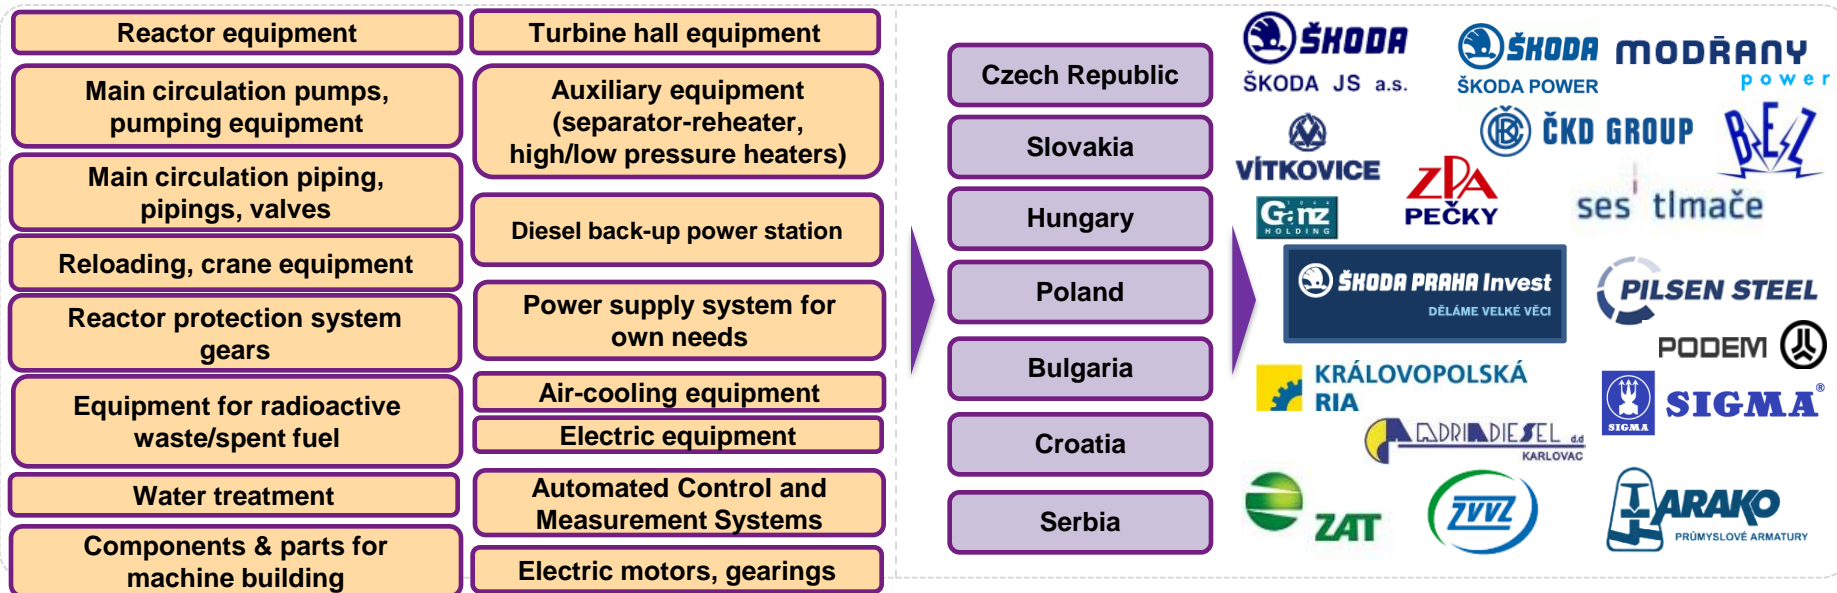 Reactor equipment
Main circulation pumps,
pumping equipment
Main circulation piping,
pipings, valves
Reloading, crane equipment
Reactor protection system
gears
Equipment for radioactive
waste/spent fuel
Water treatment
Components & parts for
machine building
Turbine hall equipment
Auxiliary equipment
(separator-reheater,
high/low pressure heaters)
Diesel back-up power station
Power supply system for
own needs
Air-cooling equipment
Electric equipment
Automated Control and
Measurement Systems
Electric motors, gearings
Czech Republic
Slovakia
Hungary
Poland
Bulgaria
Croatia
Serbia
ŠKODA
ŠKODA JS a.s.
ŠKODA
ŠKODA POWER
MODŘANY
power
VÍTKOVICE
ČKD GROUP
BEZ
Ganz
HOLDING
ZPA
PEČKY
ses tlmače
ŠKODA PRAHA Invest
DĚLÁME VELKÉ VĚCI
PILSEN STEEL
PODEM
KRÁLOVOPOLSKÁ
RIA
SIGMA
SIGMA®
ADRIADIESEL d.d
KARLOVAC
ZAT
ZVVZ
ARAKO
PRŮMYSLOVÉ ARMATURY